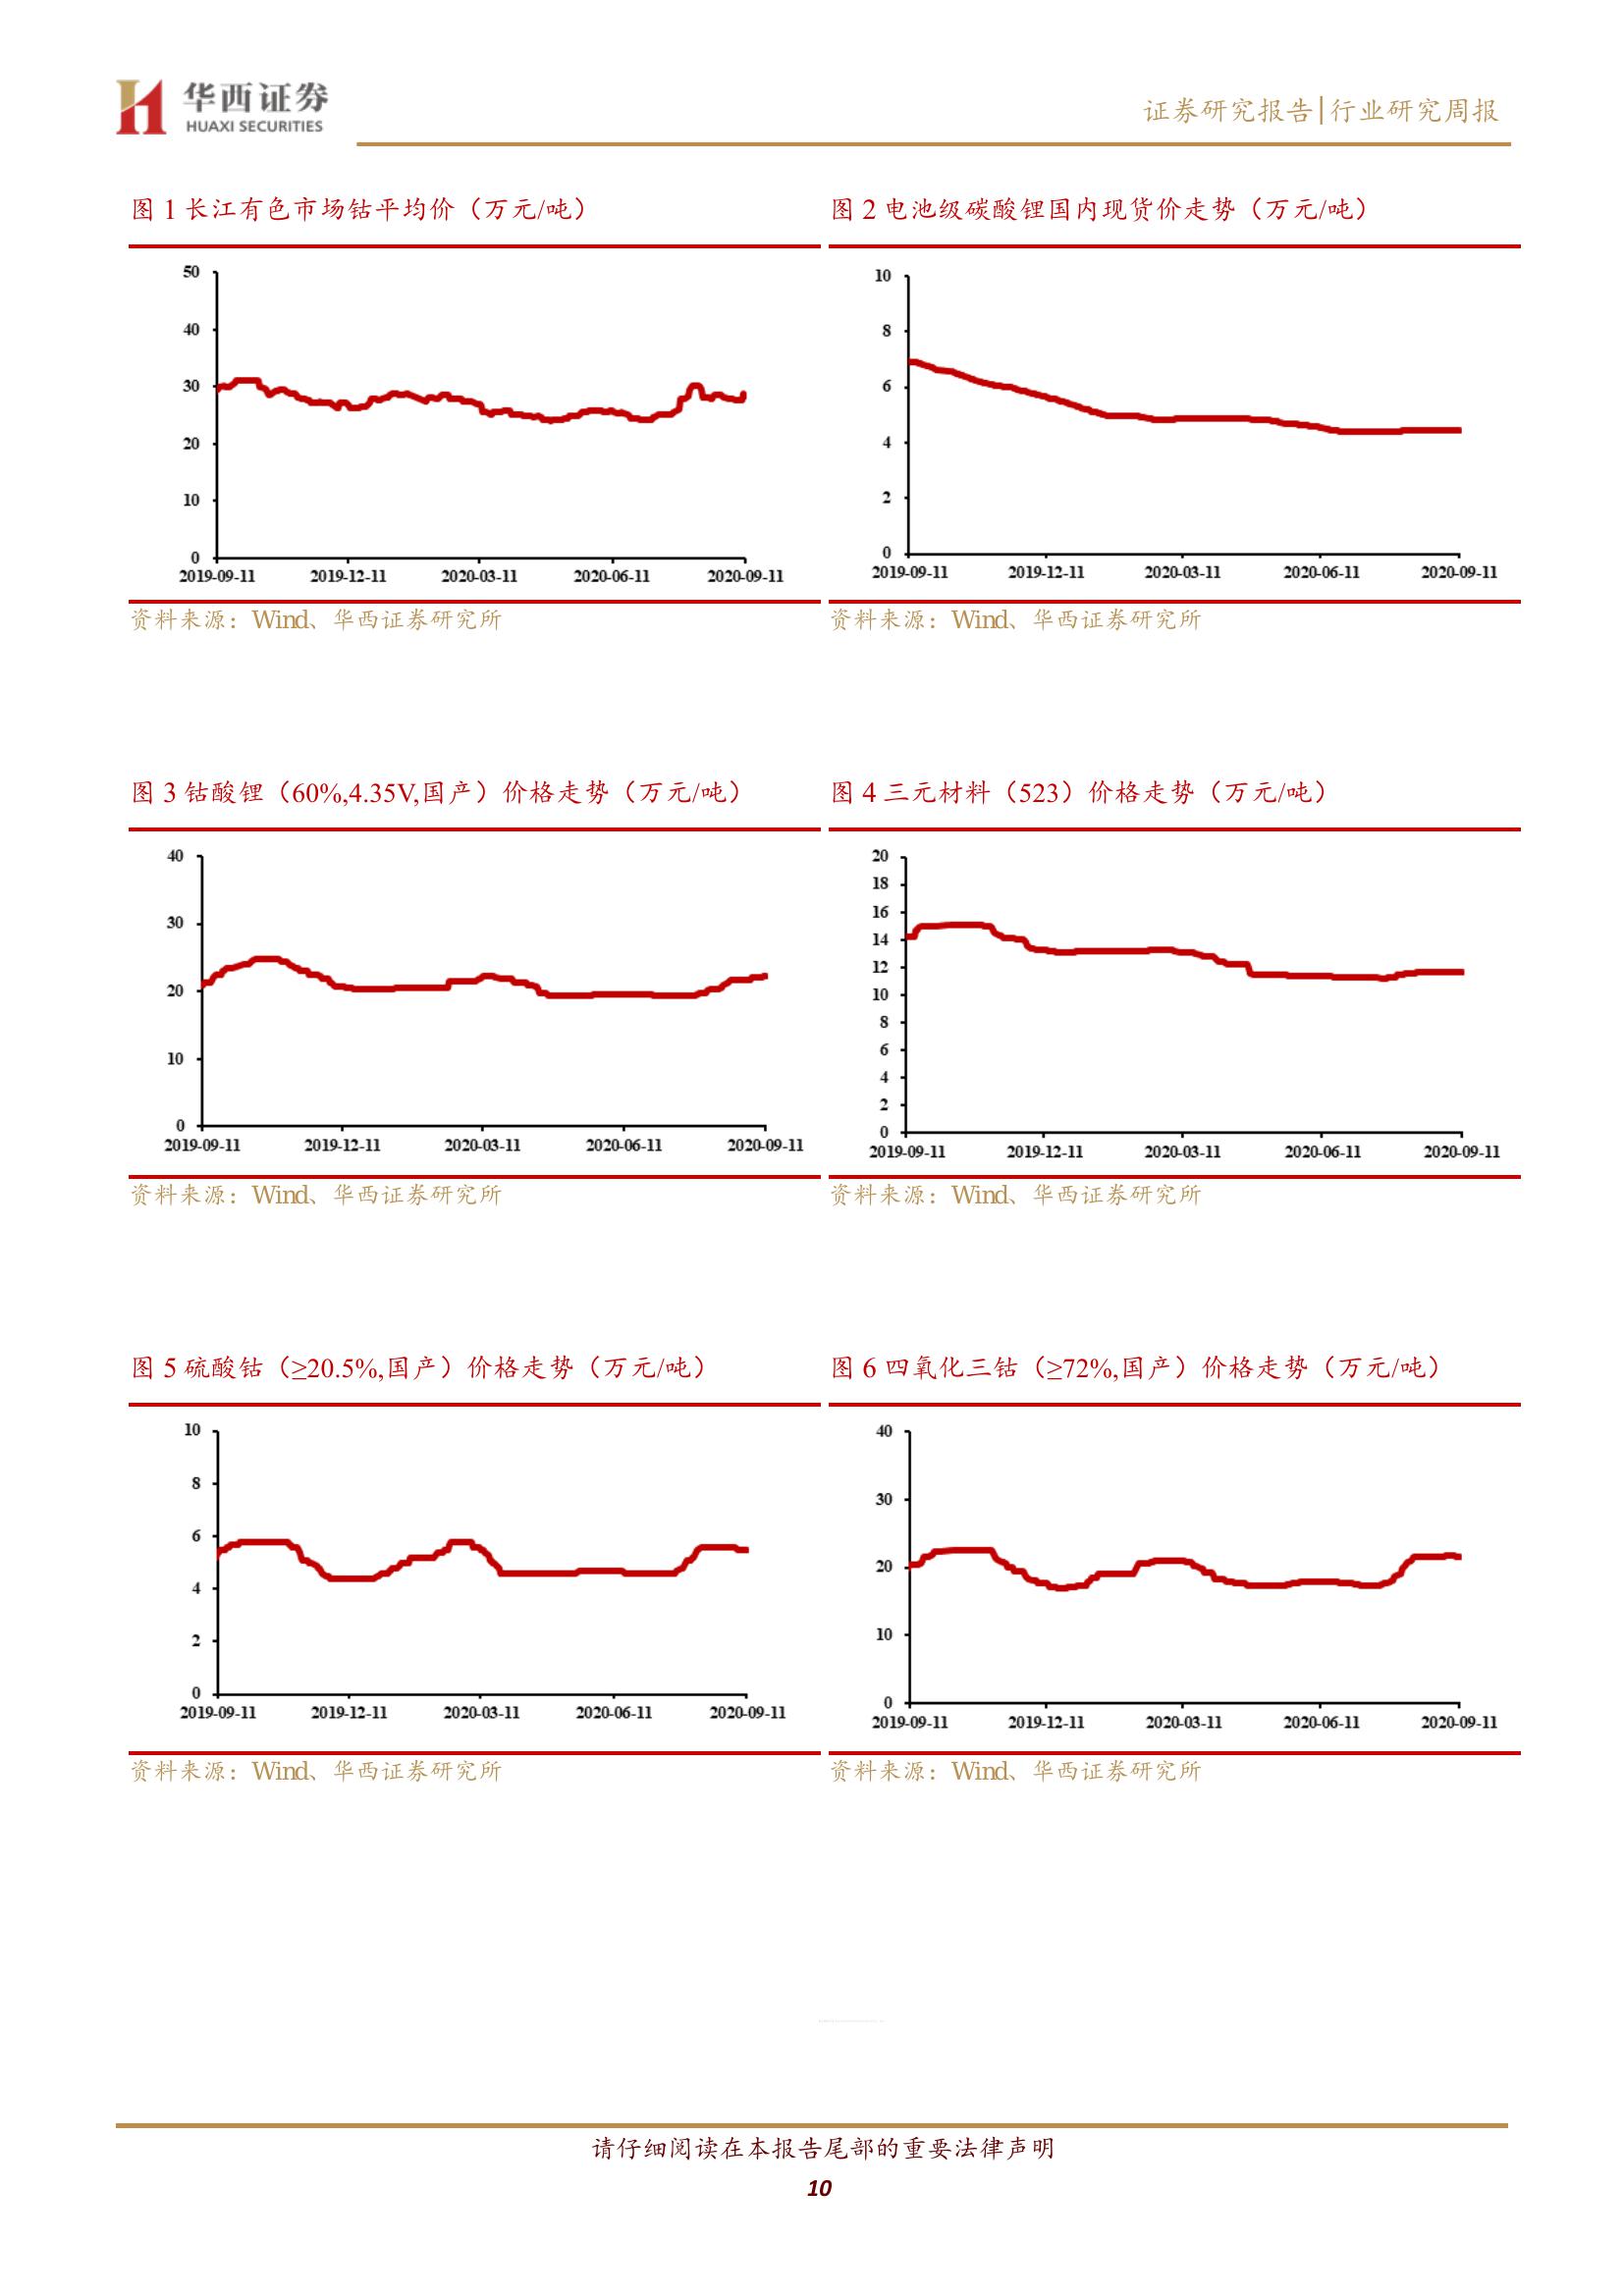 华西证券
HUAXI SECURITIES
证券研究报告|行业研究周报
图 1 长江有色市场钴平均价（万元/吨）
50
40
30
20
10
0
2019-09-11 2019-12-11 2020-03-11 2020-06-11 2020-09-11
资料来源：Wind、华西证券研究所
图 2 电池级碳酸锂国内现货价走势（万元/吨）
10
8
6
4
2
0
2019-09-11 2019-12-11 2020-03-11 2020-06-11 2020-09-11
资料来源：Wind、华西证券研究所
图 3 钴酸锂（60%,4.35V,国产）价格走势（万元/吨）
40
30
20
10
0
2019-09-11 2019-12-11 2020-03-11 2020-06-11 2020-09-11
资料来源：Wind、华西证券研究所
图 4 三元材料（523）价格走势（万元/吨）
20
18
16
14
12
10
8
6
4
2
0
2019-09-11 2019-12-11 2020-03-11 2020-06-11 2020-09-11
资料来源：Wind、华西证券研究所
图 5 硫酸钴（≥20.5%,国产）价格走势（万元/吨）
10
8
6
4
2
0
2019-09-11 2019-12-11 2020-03-11 2020-06-11 2020-09-11
资料来源：Wind、华西证券研究所
图 6 四氧化三钴（≥72%,国产）价格走势（万元/吨）
40
30
20
10
0
2019-09-11 2019-12-11 2020-03-11 2020-06-11 2020-09-11
资料来源：Wind、华西证券研究所
请仔细阅读在本报告尾部的重要法律声明
10